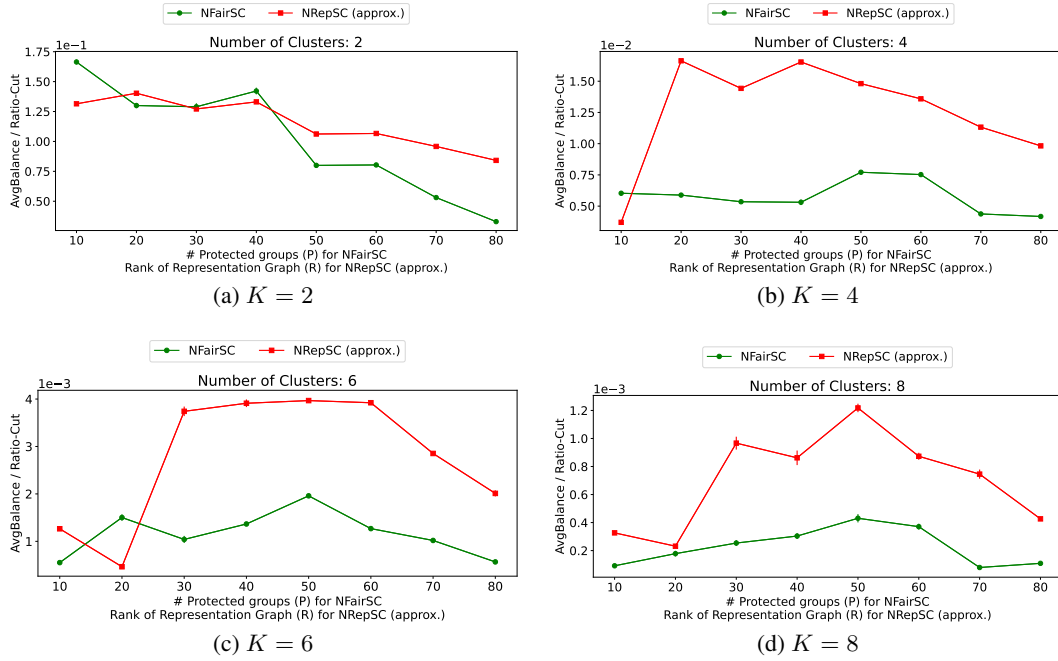 NFairSC NRepSC (approx.)
1e−1 Number of Clusters: 2
AvgBalance / Ratio-Cut
1.75
1.50
1.25
1.00
0.75
0.50
10 20 30 40 50 60 70 80
# Protected groups (P) for NFairSC
Rank of Representation Graph (R) for NRepSC (approx.)
(a) K = 2
NFairSC NRepSC (approx.)
1e−2 Number of Clusters: 4
AvgBalance / Ratio-Cut
1.50
1.25
1.00
0.75
0.50
10 20 30 40 50 60 70 80
# Protected groups (P) for NFairSC
Rank of Representation Graph (R) for NRepSC (approx.)
(b) K = 4
NFairSC NRepSC (approx.)
1e−3 Number of Clusters: 6
AvgBalance / Ratio-Cut
4
3
2
1
10 20 30 40 50 60 70 80
# Protected groups (P) for NFairSC
Rank of Representation Graph (R) for NRepSC (approx.)
(c) K = 6
NFairSC NRepSC (approx.)
1e−3 Number of Clusters: 8
AvgBalance / Ratio-Cut
1.2
1.0
0.8
0.6
0.4
0.2
10 20 30 40 50 60 70 80
# Protected groups (P) for NFairSC
Rank of Representation Graph (R) for NRepSC (approx.)
(d) K = 8